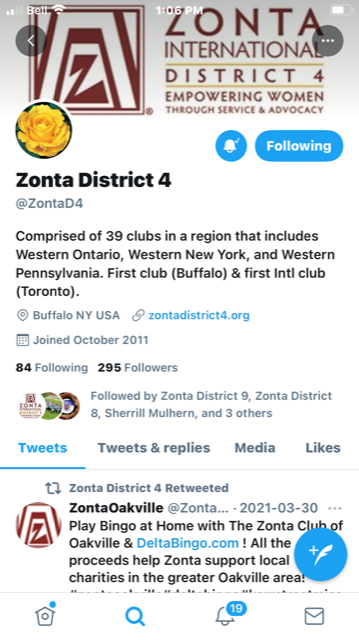 Bell
1:06 PM
ZONTA
INTERNATIONAL
DISTRICT 4
EMPOWERING WOMEN
THROUGH SERVICE & ADVOCACY
Following
Zonta District 4
@ZontaD4
Comprised of 39 clubs in a region that includes
Western Ontario, Western New York, and Western
Pennsylvania. First club (Buffalo) & first Intl club
(Toronto).
Buffalo NY USA zontadistrict4.org
Joined October 2011
84 Following 295 Followers
Followed by Zonta District 9, Zonta District
8, Sherrill Mulhern, and 3 others
Tweets Tweets & replies Media Likes
Zonta District 4 Retweeted
ZontaOakville @Zonta... · 2021-03-30
Play Bingo at Home with The Zonta Club of
Oakville & DeltaBingo.com ! All the
proceeds help Zonta support local
charities in the greater Oakville area!
19